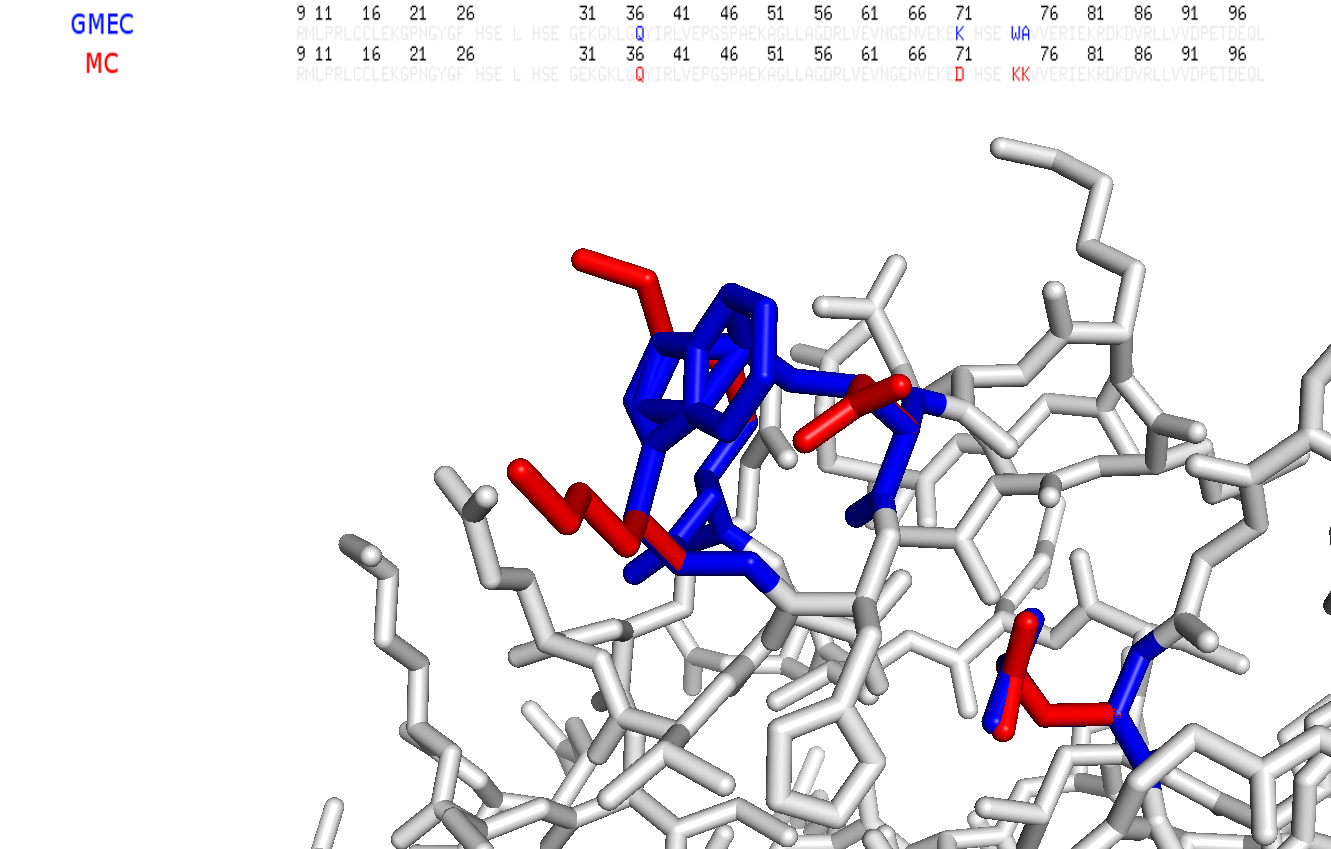 9 11 16 21 26 31 36 41 46 51 56 61 66 71 76 81 86 91 96
GMEC RMLPRLCCLEKGPNGYGF HSE L HSE GEKGKLGQYIRLVEPGSPAEKAGLLAGDRLVEVNGENVEKEK HSE WAVVERIEKRDKDVRLLVVDPETDEQL
9 11 16 21 26 31 36 41 46 51 56 61 66 71 76 81 86 91 96
MC RMLPRLCCLEKGPNGYGF HSE L HSE GEKGKLGQYIRLVEPGSPAEKAGLLAGDRLVEVNGENVEKED HSE KKVVERIEKRDKDVRLLVVDPETDEQL